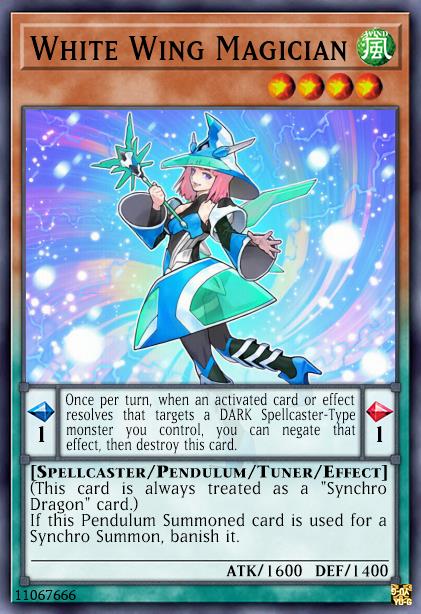 White Wing Magician
WIND
風
Once per turn, when an activated card or effect
resolves that targets a DARK Spellcaster-Type
monster you control, you can negate that
effect, then destroy this card.
1
1
[Spellcaster/Pendulum/Tuner/Effect]
(This card is always treated as a "Synchro
Dragon" card.)
If this Pendulum Summoned card is used for a
Synchro Summon, banish it.
ATK/1600 DEF/1400
11067666